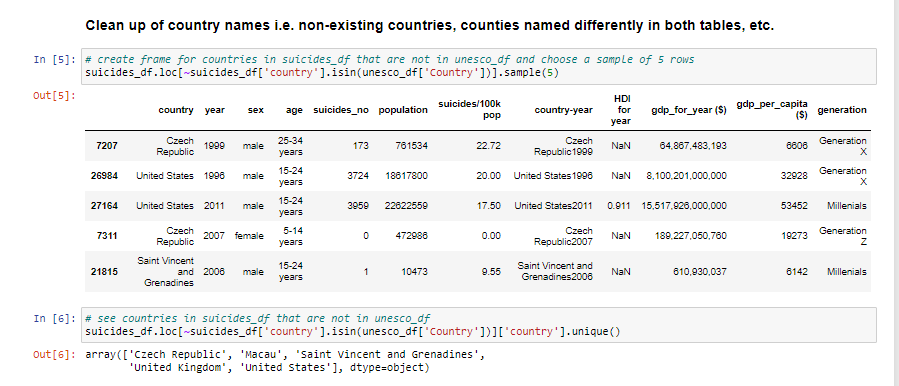 Clean up of country names i.e. non-existing countries, counties named differently in both tables, etc.
In [5]: # create frame for countries in suicides_df that are not in unesco_df and choose a sample of 5 rows
suicides_df.loc[~suicides_df['country'].isin(unesco_df['Country'])].sample(5)
Out[5]:
country year sex age suicides_no population suicides/100k pop country-year HDI for year gdp_for_year ($) gdp_per_capita ($) generation
7207 Czech Republic 1999 male 25-34 years 173 761534 22.72 Czech Republic1999 NaN 64,867,483,193 6606 Generation X
26984 United States 1996 male 15-24 years 3724 18617800 20.00 United States1996 NaN 8,100,201,000,000 32928 Generation X
27164 United States 2011 male 15-24 years 3959 22622559 17.50 United States2011 0.911 15,517,926,000,000 53452 Millenials
7311 Czech Republic 2007 female 5-14 years 0 472986 0.00 Czech Republic2007 NaN 189,227,050,760 19273 Generation Z
21815 Saint Vincent and Grenadines 2006 male 15-24 years 1 10473 9.55 Saint Vincent and Grenadines2006 NaN 610,930,037 6142 Millenials
In [6]: # see countries in suicides_df that are not in unesco_df
suicides_df.loc[~suicides_df['country'].isin(unesco_df['Country'])]['country'].unique()
Out[6]: array(['Czech Republic', 'Macau', 'Saint Vincent and Grenadines',
'United Kingdom', 'United States'], dtype=object)